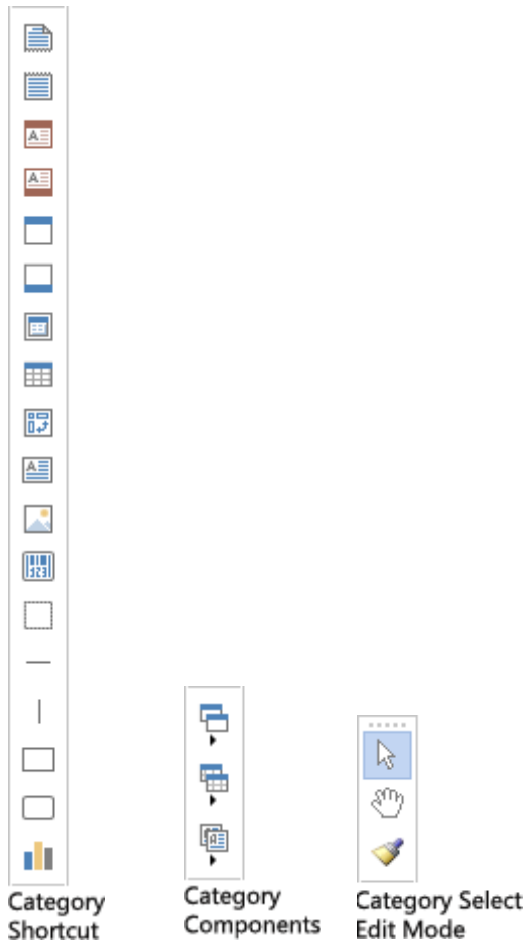 Category
Shortcut
Category
Components
Category Select
Edit Mode